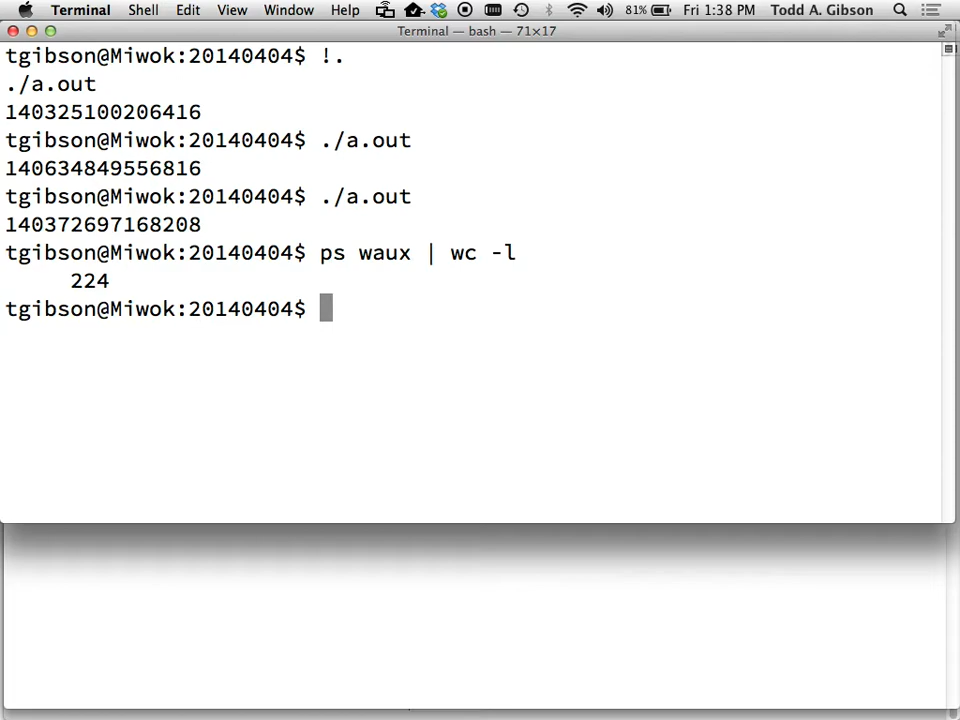 Terminal Shell Edit View Window Help 81% Fri 1:38 PM Todd A. Gibson
Terminal — bash — 71×17
tgibson@Miwok:20140404$ !.
./a.out
140325100206416
tgibson@Miwok:20140404$ ./a.out
140634849556816
tgibson@Miwok:20140404$ ./a.out
140372697168208
tgibson@Miwok:20140404$ ps waux | wc -l
224
tgibson@Miwok:20140404$